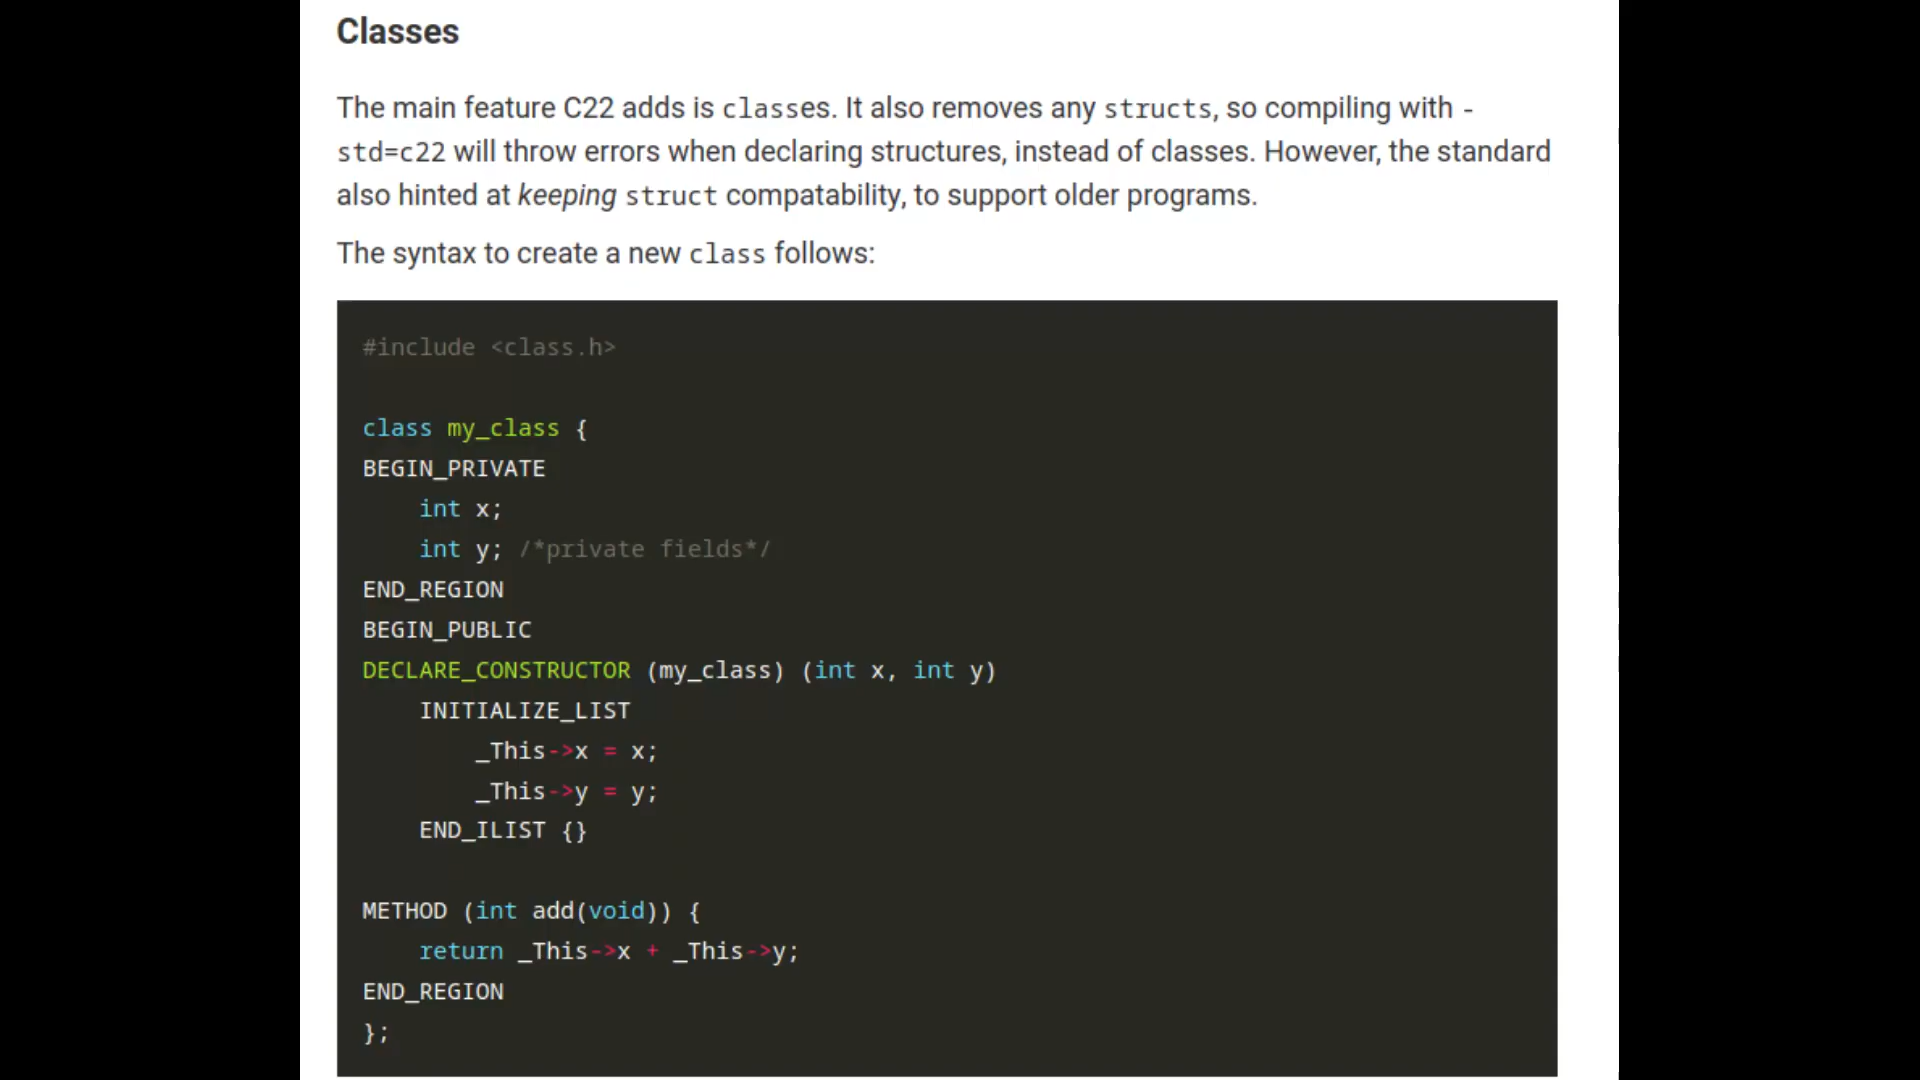 Classes
The main feature C22 adds is classes. It also removes any structs, so compiling with -
std=c22 will throw errors when declaring structures, instead of classes. However, the standard
also hinted at keeping struct compatability, to support older programs.
The syntax to create a new class follows:
#include <class.h>
class my_class {
BEGIN_PRIVATE
    int x;
    int y; /*private fields*/
END_REGION
BEGIN_PUBLIC
DECLARE_CONSTRUCTOR (my_class) (int x, int y)
    INITIALIZE_LIST
        _This->x = x;
        _This->y = y;
    END_ILIST {}
METHOD (int add(void)) {
    return _This->x + _This->y;
END_REGION
};